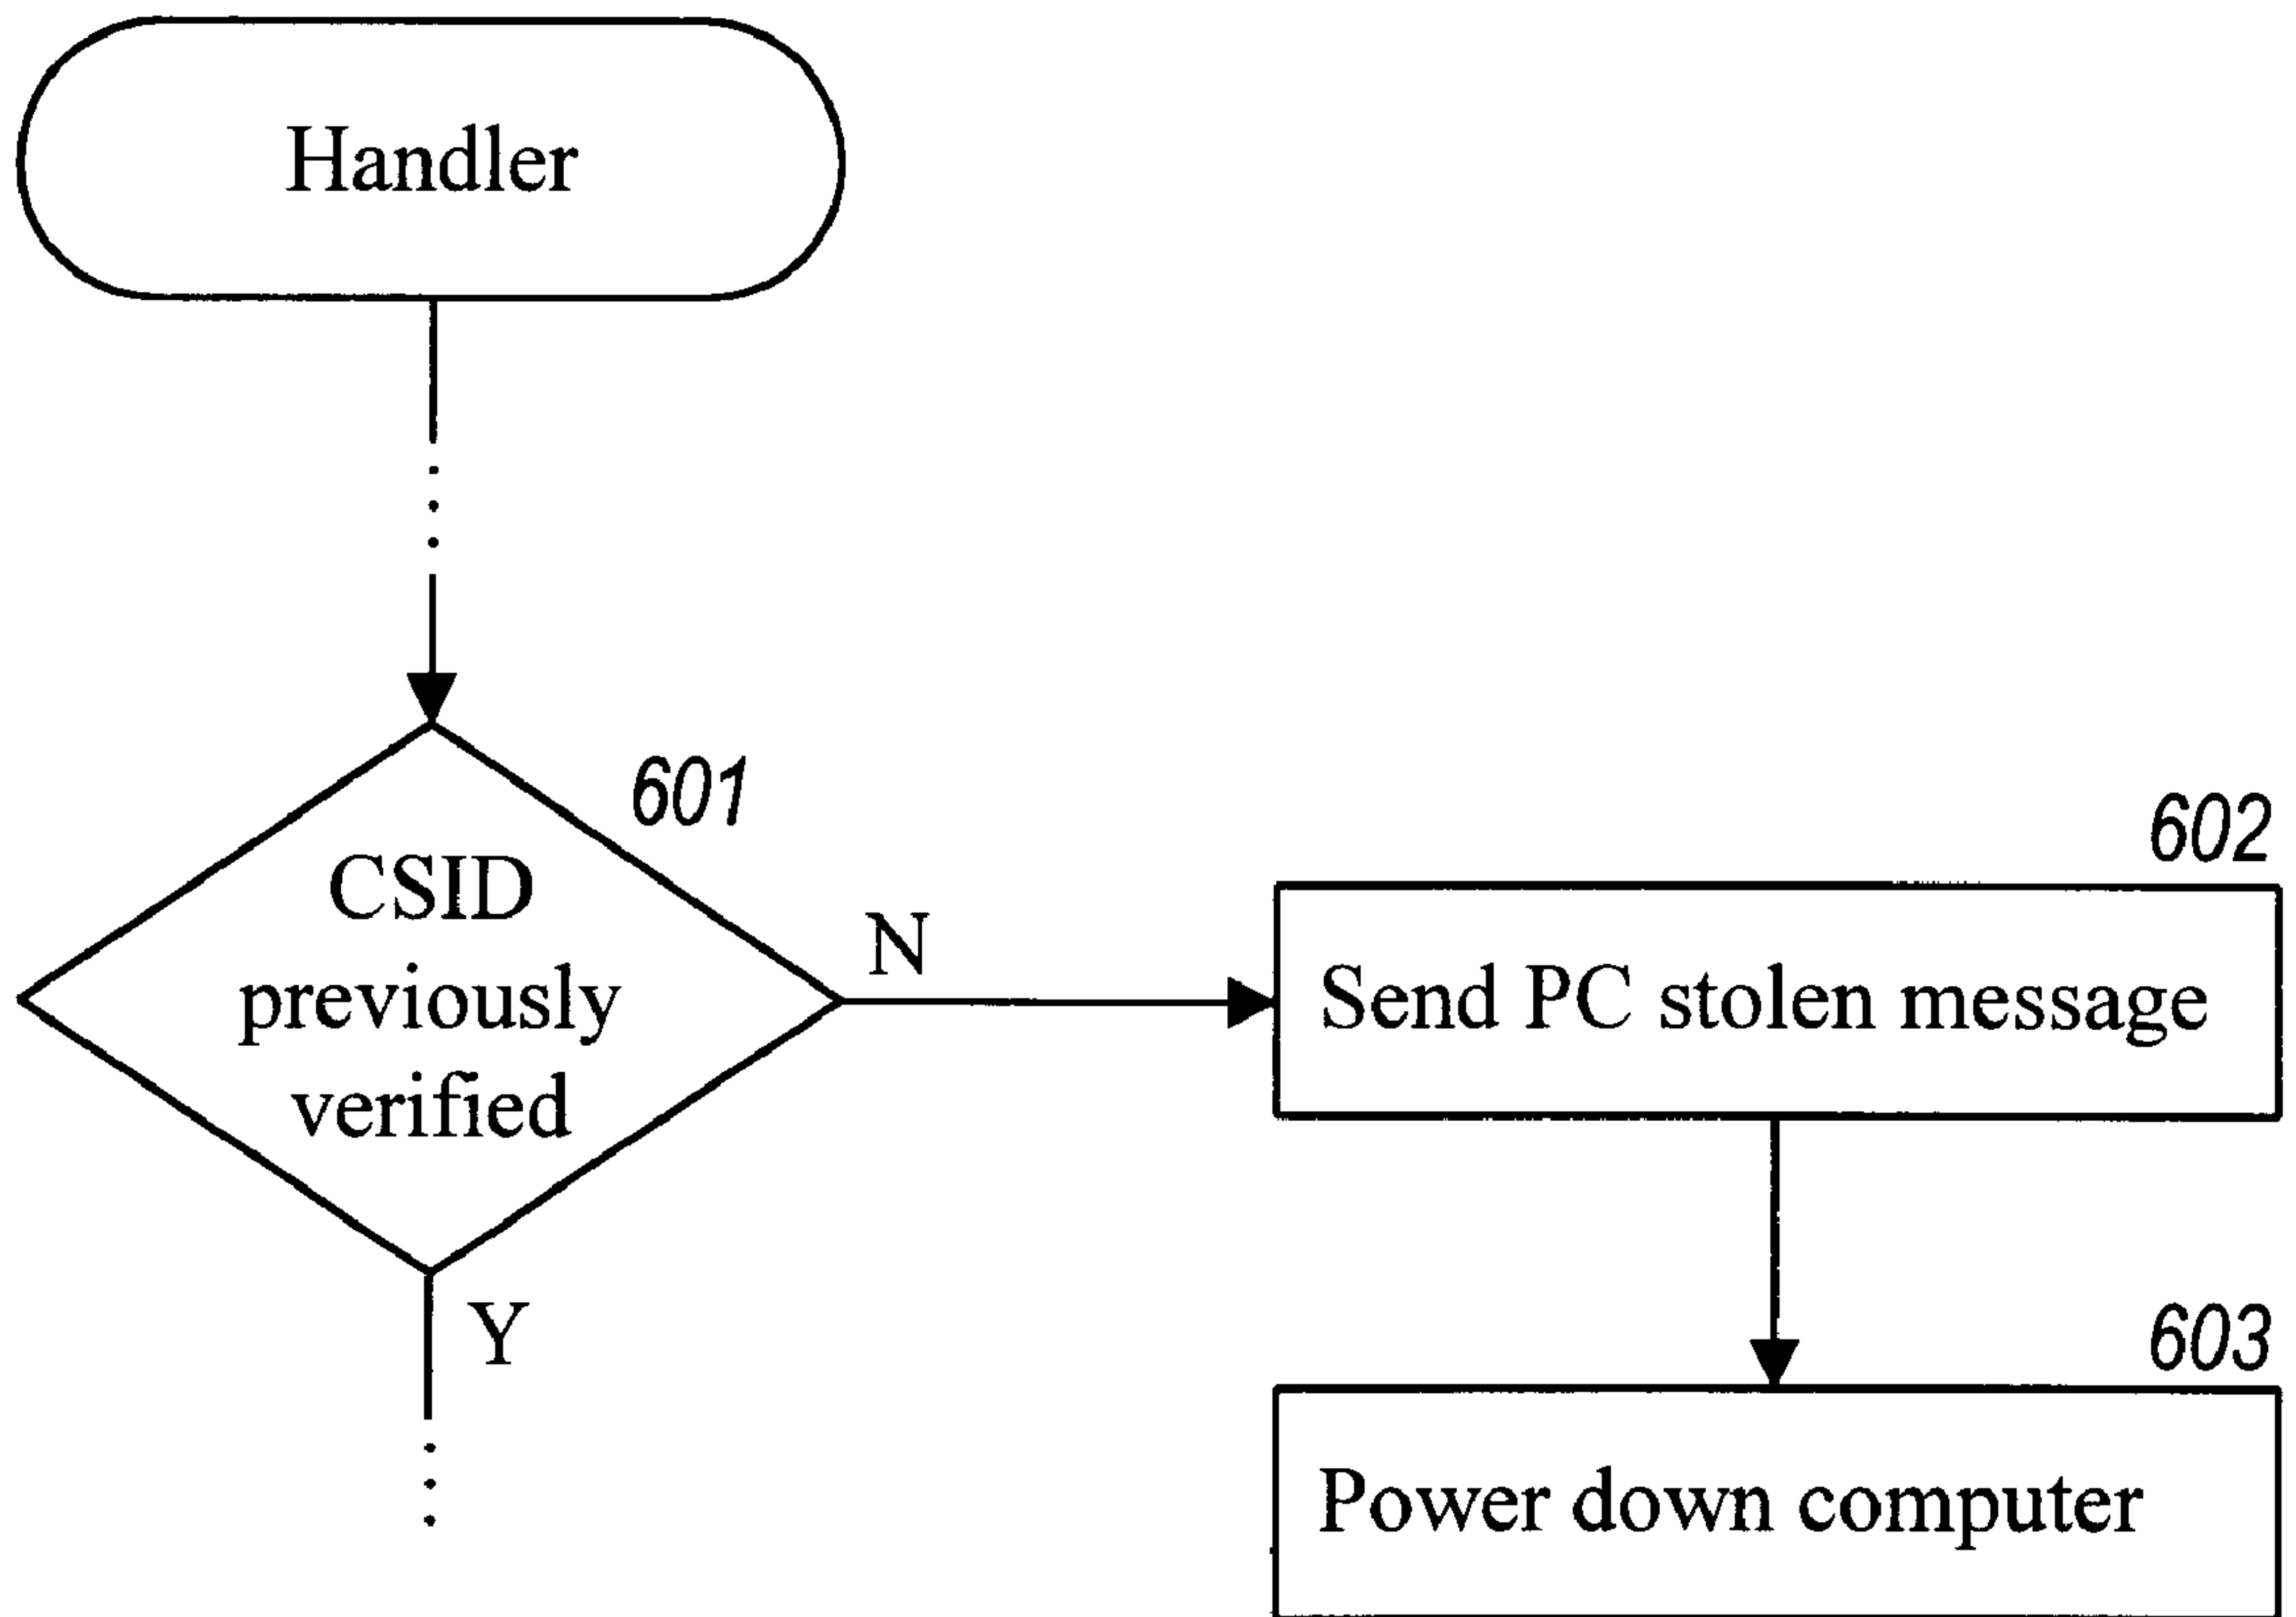 Handler
601
CSID
previously
verified
N
602
Send PC stolen message
Y
603
Power down computer